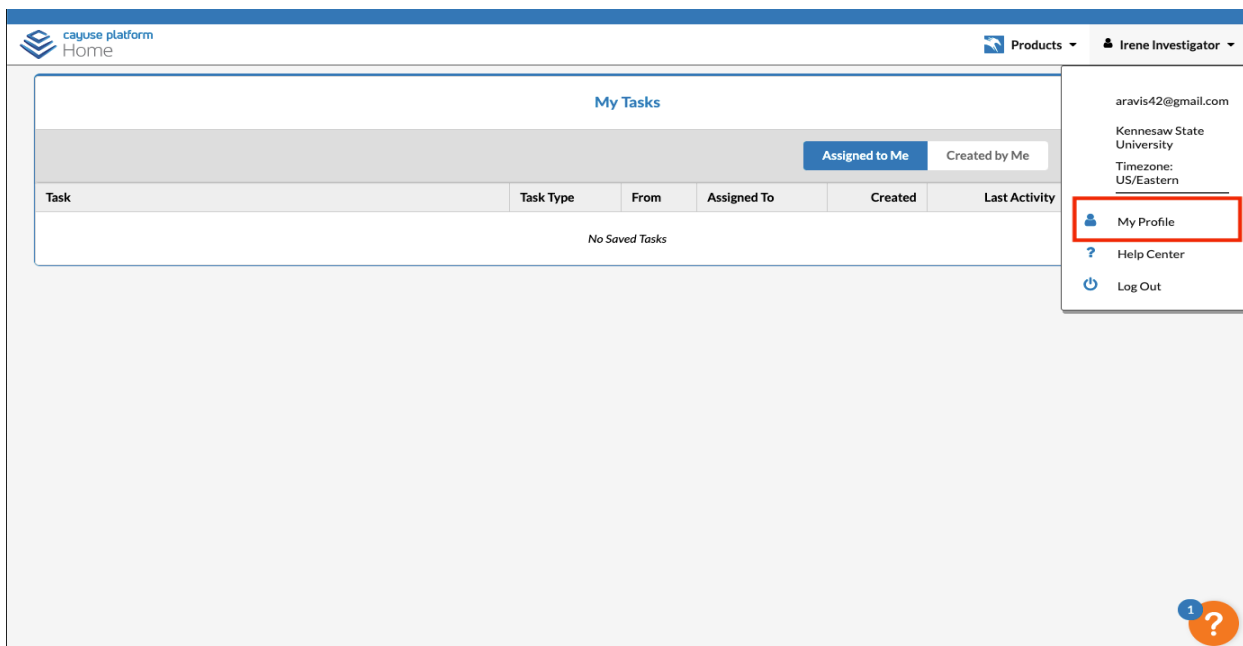 cayuse platform
Home
Products
Irene Investigator
My Tasks
aravis42@gmail.com
Kennesaw State
University
Timezone:
US/Eastern
Assigned to Me
Created by Me
Task
Task Type
From
Assigned To
Created
Last Activity
No Saved Tasks
My Profile
? Help Center
Log Out
1
?